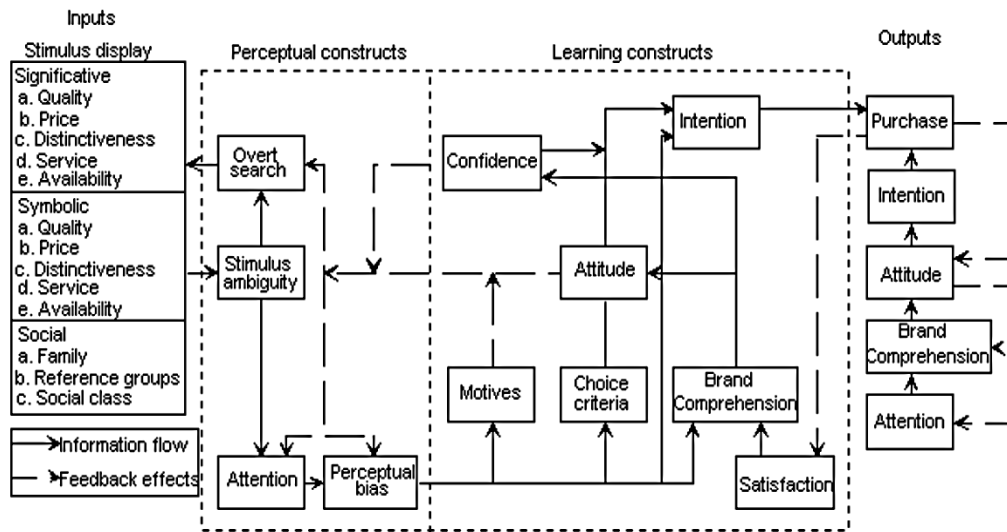 Inputs
Stimulus display
Significative
a. Quality
b. Price
c. Distinctiveness
d. Service
e. Availability
Symbolic
a. Quality
b. Price
c. Distinctiveness
d. Service
e. Availability
Social
a. Family
b. Reference groups
c. Social class
Information flow
Feedback effects
Perceptual constructs
Overt
search
Stimulus
ambiguity
Attention
Perceptual
bias
Learning constructs
Confidence
Intention
Attitude
Motives
Choice
criteria
Brand
Comprehension
Satisfaction
Outputs
Purchase
Intention
Attitude
Brand
Comprehension
Attention